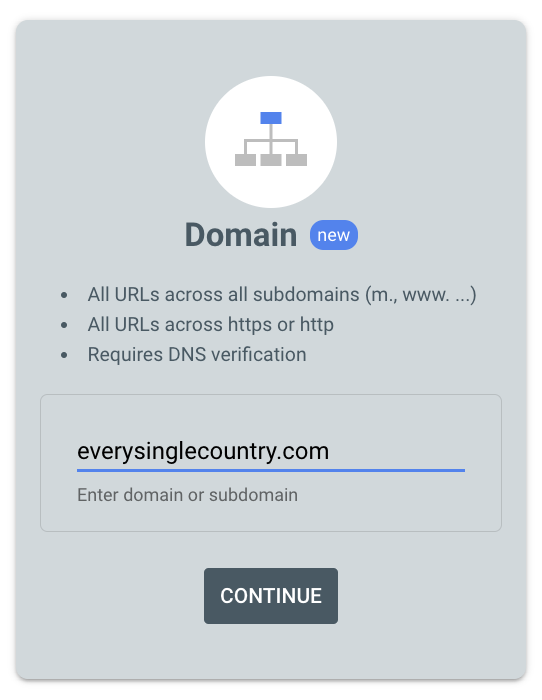 Domain new
• All URLs across all subdomains (m., www. ...)
• All URLs across https or http
• Requires DNS verification
everysinglecountry.com
Enter domain or subdomain
CONTINUE